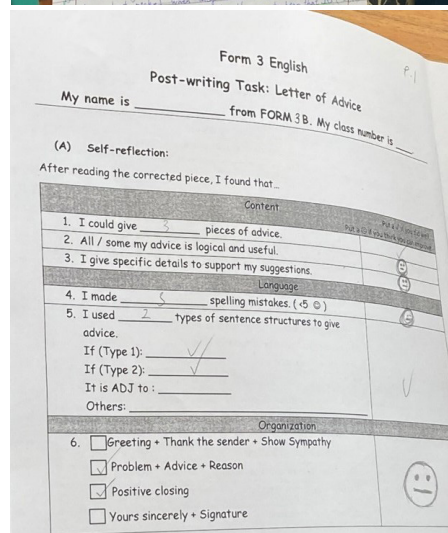 P.1
Form 3 English
Post-writing Task: Letter of Advice
My name is ____________ from FORM 3B. My class number is ___
(A) Self-reflection:
After reading the corrected piece, I found that...
Content
1. I could give 3 pieces of advice.
2. All / some my advice is logical and useful.
3. I give specific details to support my suggestions.
Language
4. I made 5 spelling mistakes. (<5 ☺)
5. I used 2 types of sentence structures to give
advice.
If (Type 1): ✓✓
If (Type 2): ✓
It is ADJ to : ____________
Others: ____________
Organization
6. ☐ Greeting + Thank the sender + Show Sympathy
☑ Problem + Advice + Reason
☑ Positive closing
☐ Yours sincerely + Signature